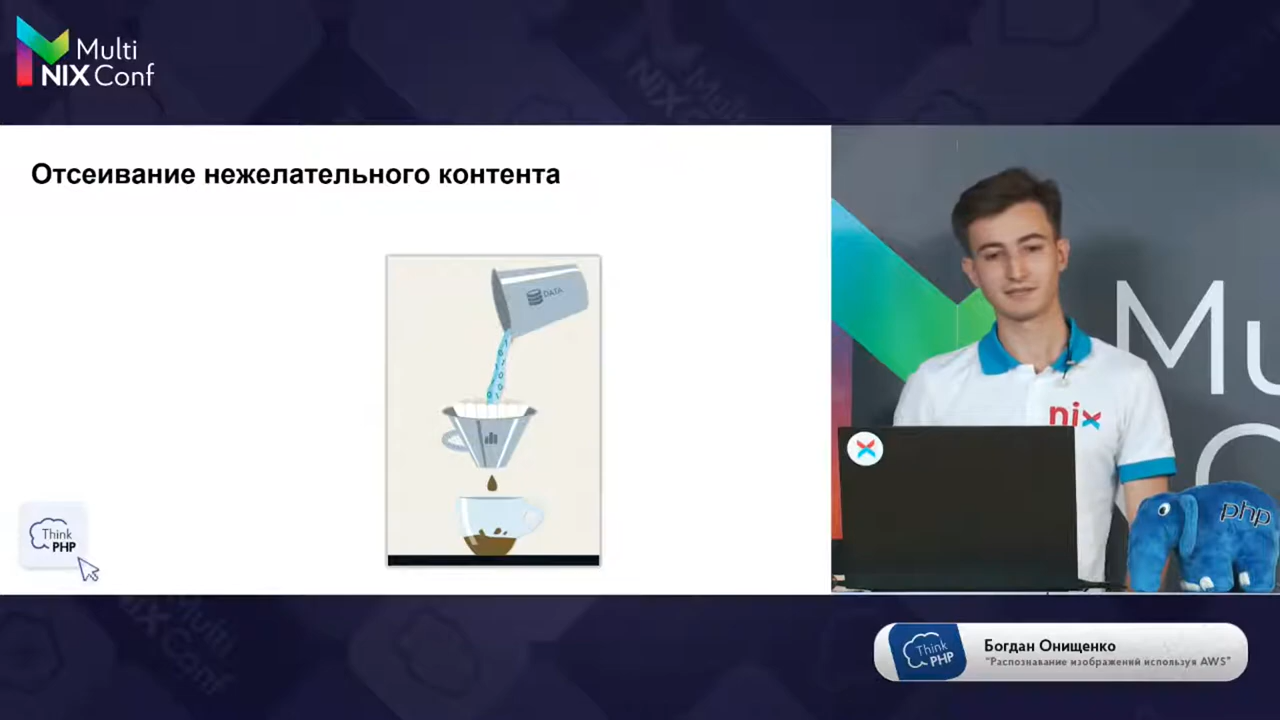 Multi
NIX Conf
Отсеивание нежелательного контента
DATA
Think
PHP
nix
Mu
php
Think
PHP
Богдан Онищенко
"Распознавание изображений используя AWS"